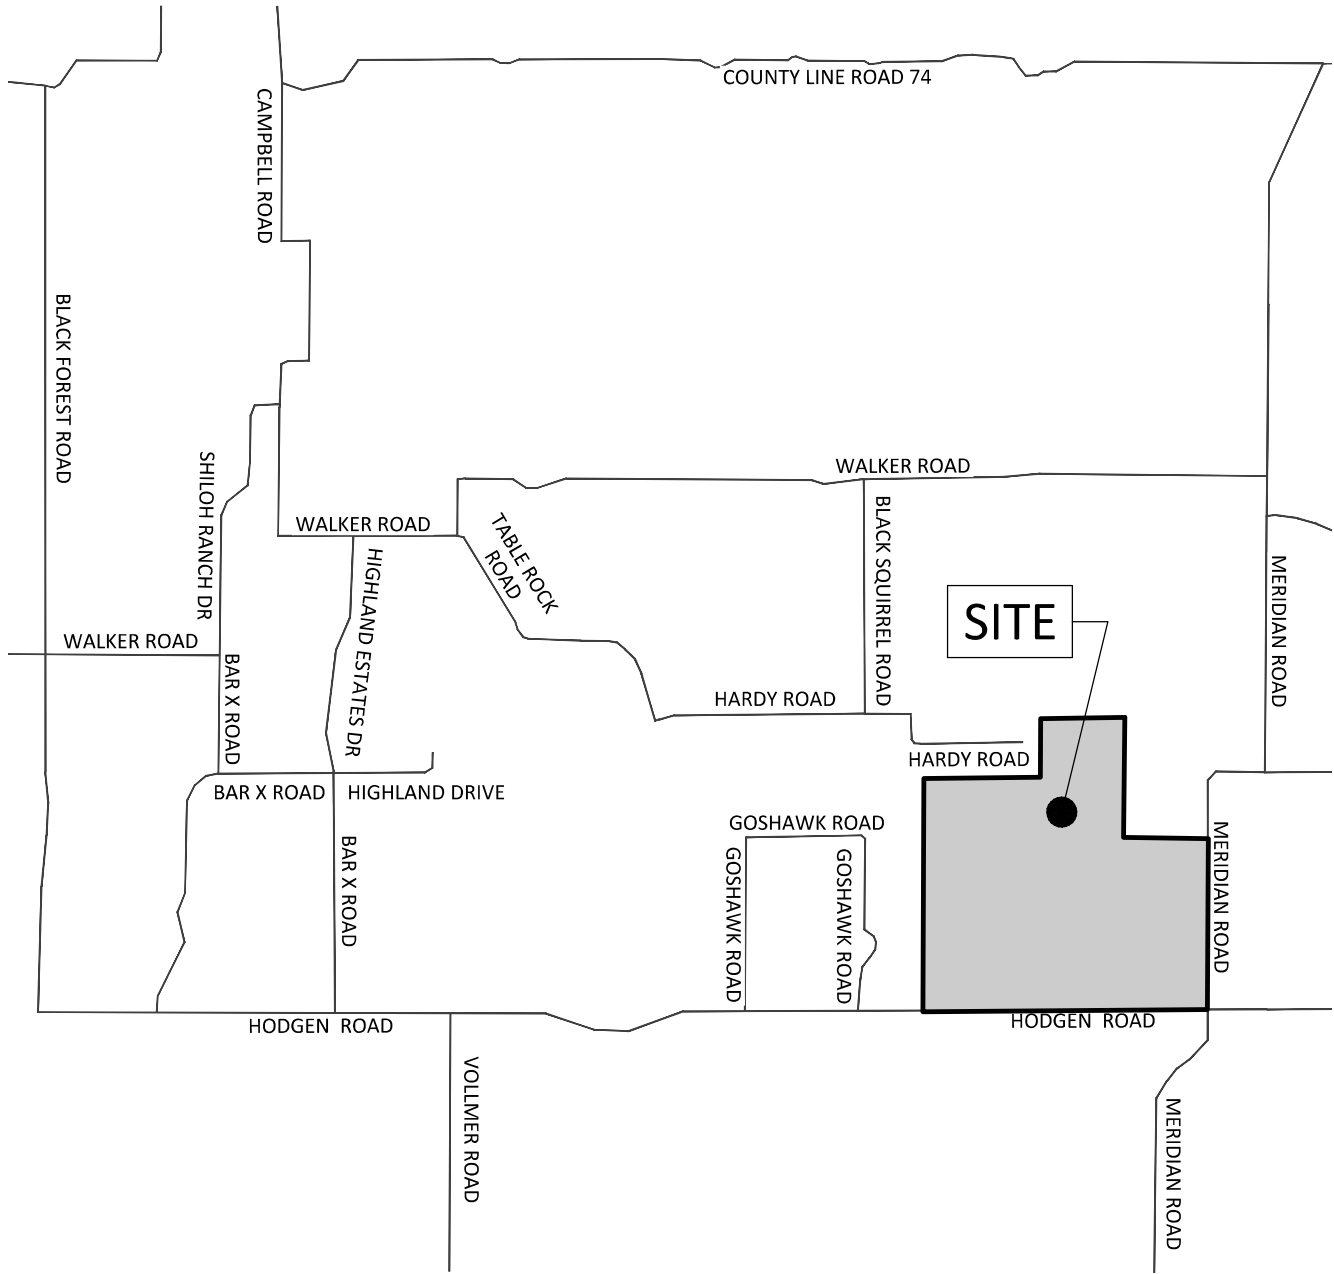 COUNTY LINE ROAD 74
CAMPBELL ROAD
BLACK FOREST ROAD
SHILOH RANCH DR
WALKER ROAD
WALKER ROAD
TABLE ROCK
ROAD
HIGHLAND ESTATES DR
BLACK SQUIRREL ROAD
SITE
MERIDIAN ROAD
WALKER ROAD
BAR X ROAD
HARDY ROAD
HARDY ROAD
BAR X ROAD
HIGHLAND DRIVE
GOSHAWK ROAD
BAR X ROAD
GOSHAWK ROAD
GOSHAWK ROAD
MERIDIAN ROAD
HODGEN ROAD
HODGEN ROAD
VOLLMER ROAD
MERIDIAN ROAD